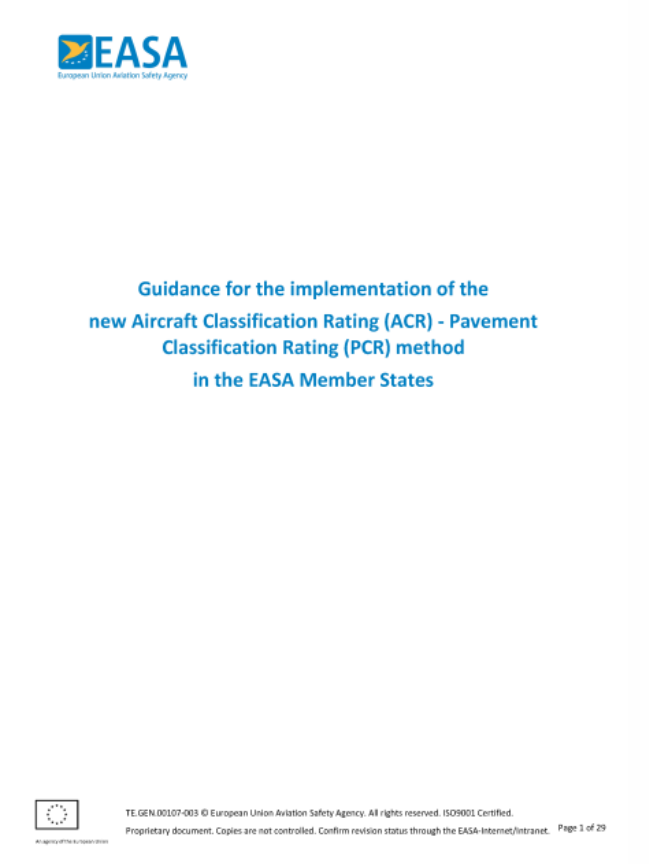 EASA
European Union Aviation Safety Agency
Guidance for the implementation of the
new Aircraft Classification Rating (ACR) - Pavement
Classification Rating (PCR) method
in the EASA Member States
TE.GEN.00107-003 © European Union Aviation Safety Agency. All rights reserved. ISO9001 Certified.
Proprietary document. Copies are not controlled. Confirm revision status through the EASA-Internet/Intranet.
Page 1 of 29
An agency of the European Union